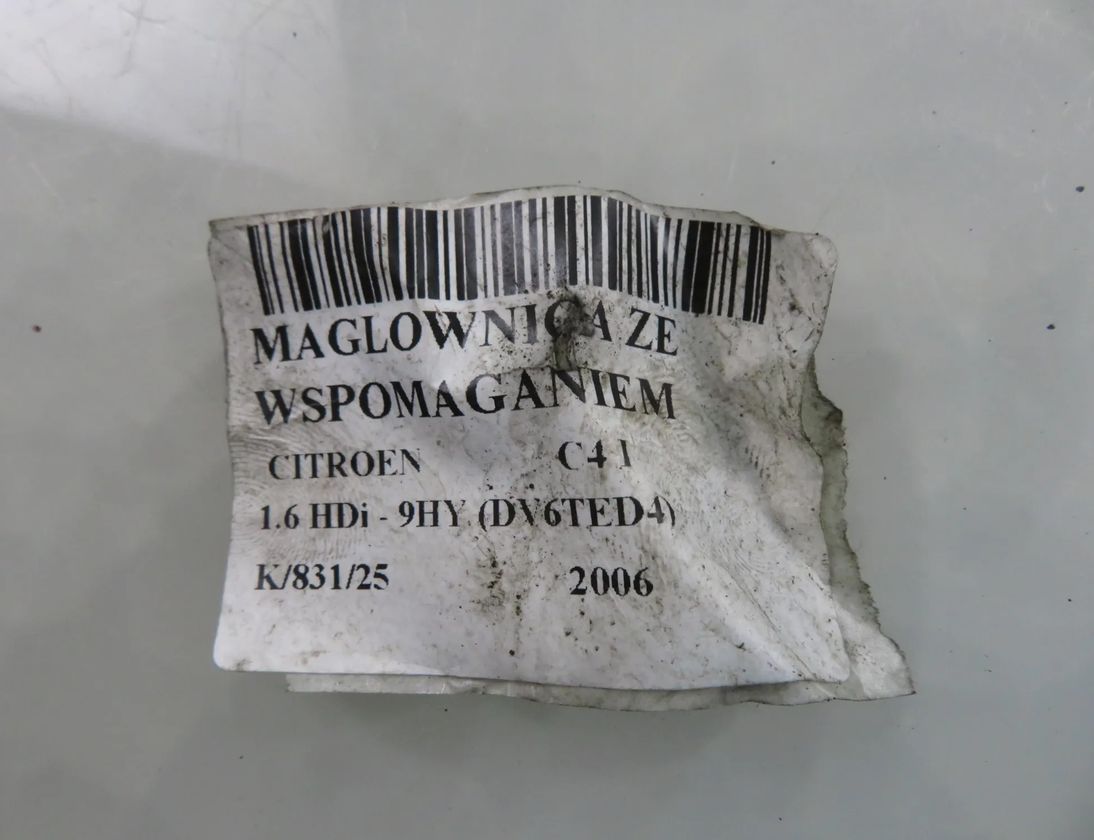 MAGLOWNICA ZE
WSPOMAGANIEM
CITROEN C4 I
1.6 HDi - 9HY (DV6TED4)
K/831/25 2006